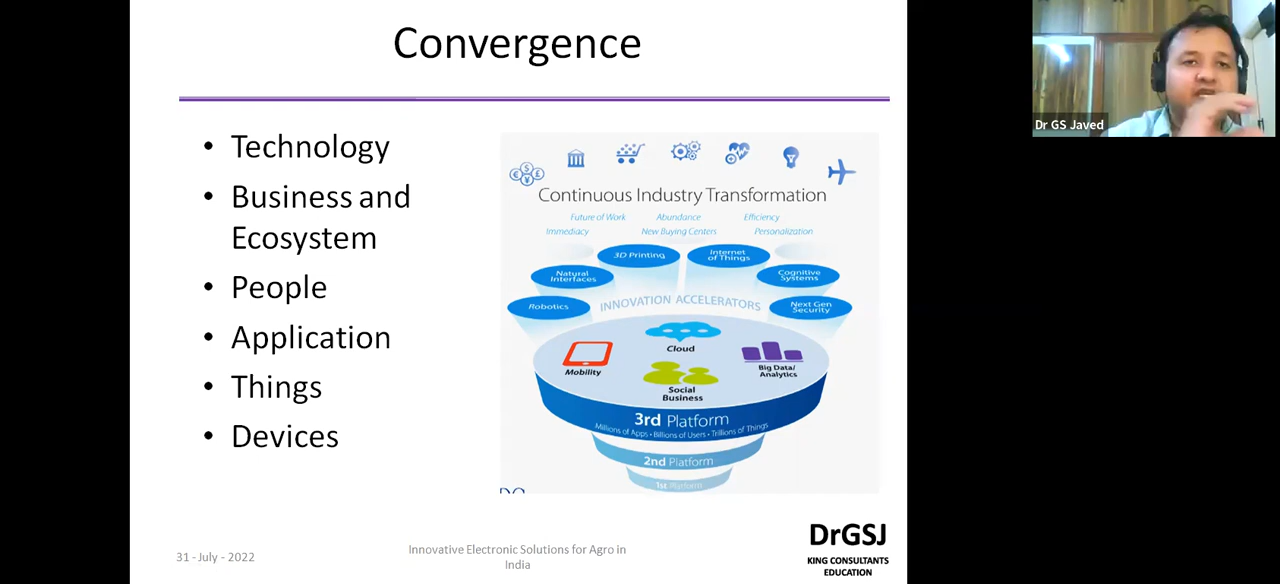 Convergence
Dr GS Javed
• Technology
• Business and
Ecosystem
• People
• Application
• Things
• Devices
Continuous Industry Transformation
Future of Work Abundance Efficiency
Immediacy New Buying Centers Personalization
3D Printing
Internet
of Things
Natural
Interfaces
Cognitive
Systems
Robotics
INNOVATION ACCELERATORS
Next Gen
Security
Cloud
Mobility
Big Data/
Analytics
Social
Business
3rd Platform
Millions of Apps • Billions of Users • Trillions of Things
2nd Platform
1st Platform
31 - July - 2022
Innovative Electronic Solutions for Agro in
India
DrGSJ
KING CONSULTANTS
EDUCATION